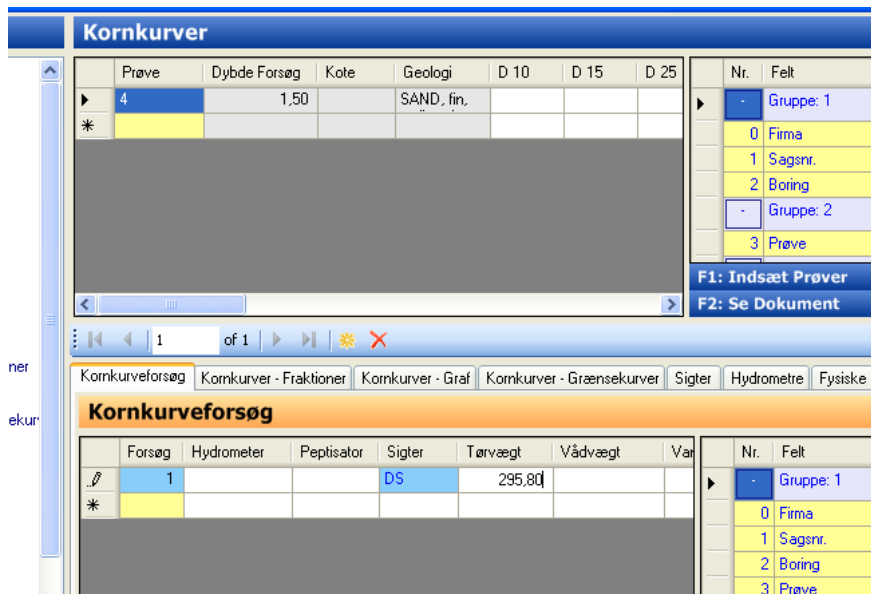 Kornkurver
Prøve Dybde Forsøg Kote Geologi D 10 D 15 D 25
4 1,50 SAND, fin,
*
Nr. Felt
- Gruppe: 1
0 Firma
1 Sagsnr.
2 Boring
- Gruppe: 2
3 Prøve
F1: Indsæt Prøver
F2: Se Dokument
1 of 1
ner
ekur
Kornkurveforsøg Kornkurver - Fraktioner Kornkurver - Graf Kornkurver - Grænsekurver Sigter Hydrometre Fysiske
Kornkurveforsøg
Forsøg Hydrometer Peptisator Sigter Tørvægt Vådvægt Var
1 DS 295,80
*
Nr. Felt
- Gruppe: 1
0 Firma
1 Sagsnr.
2 Boring
3 Prøve